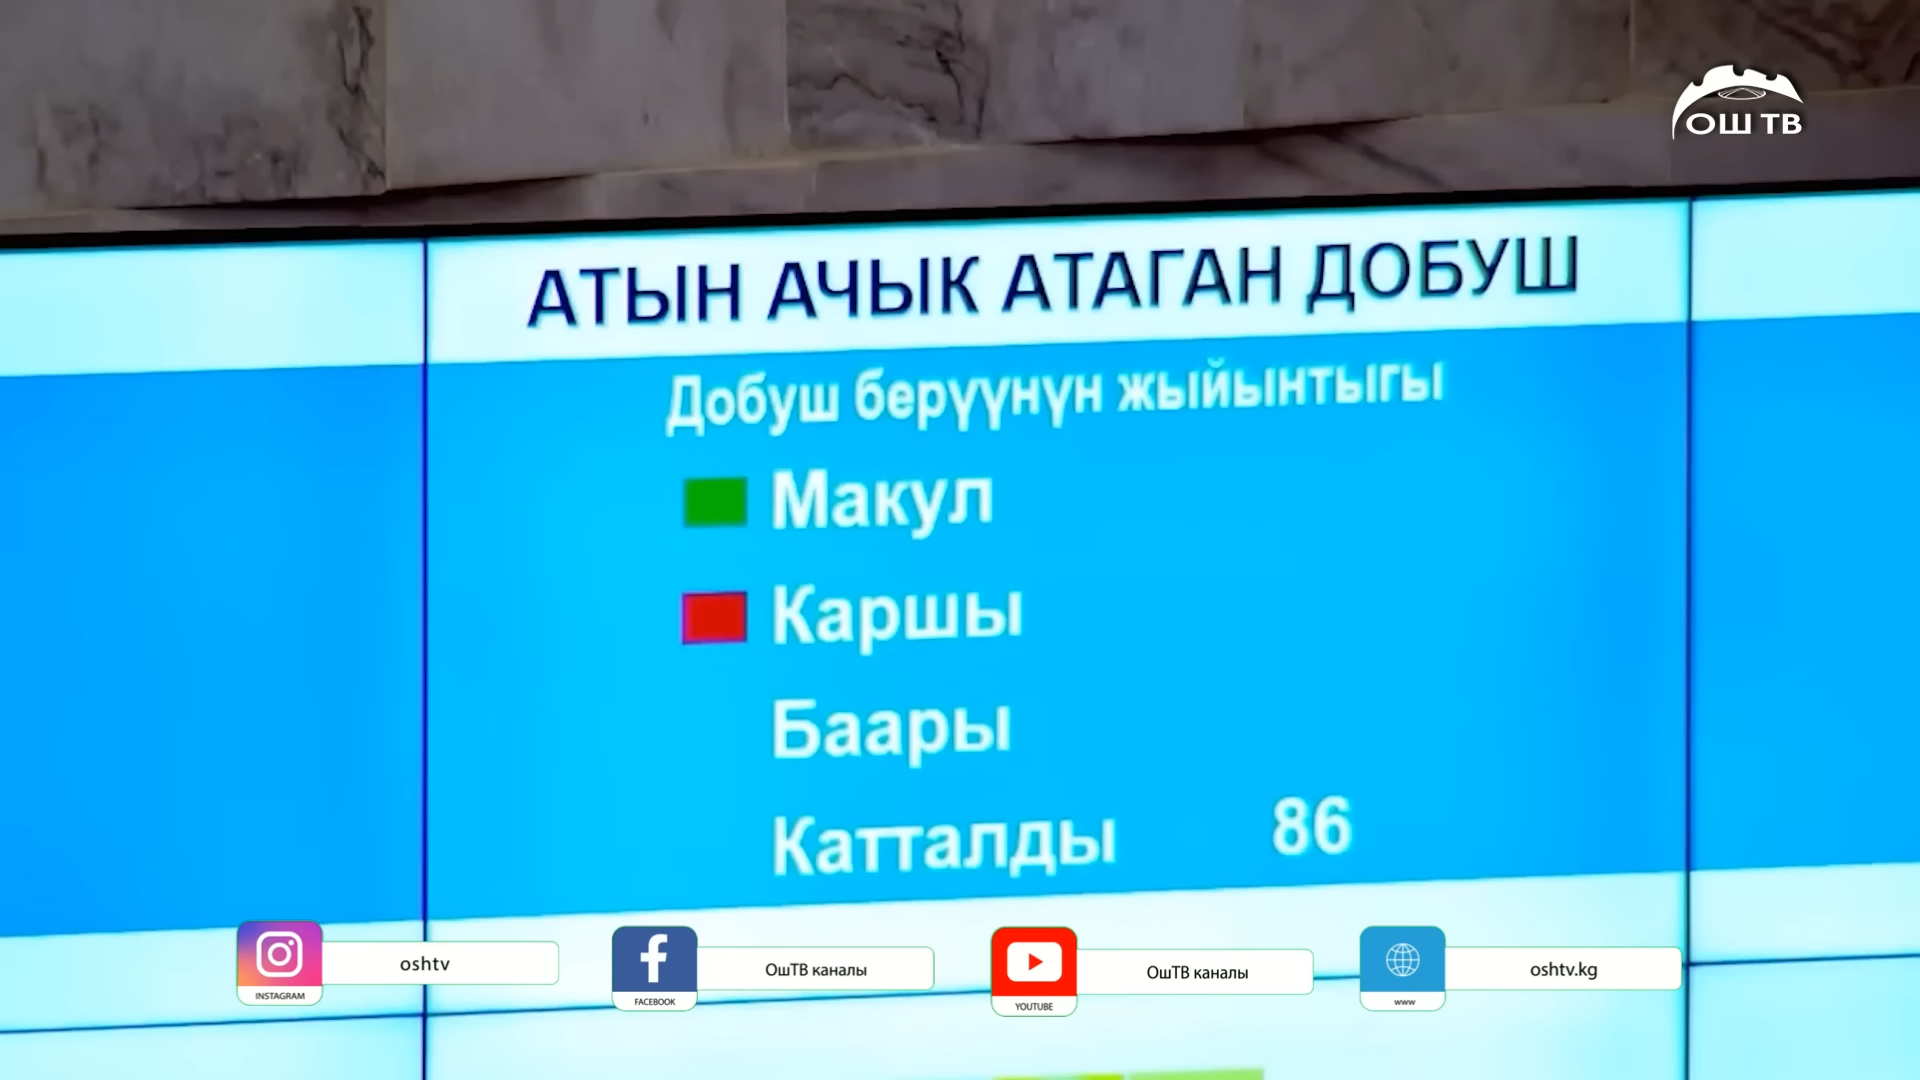 ОШ ТВ
АТЫН АЧЫК АТАГАН ДОБУШ
Добуш берүүнүн жыйынтыгы
Макул
Каршы
Баары
Катталды 86
oshtv
INSTAGRAM
ОшТВ каналы
FACEBOOK
ОшТВ каналы
YOUTUBE
oshtv.kg
www